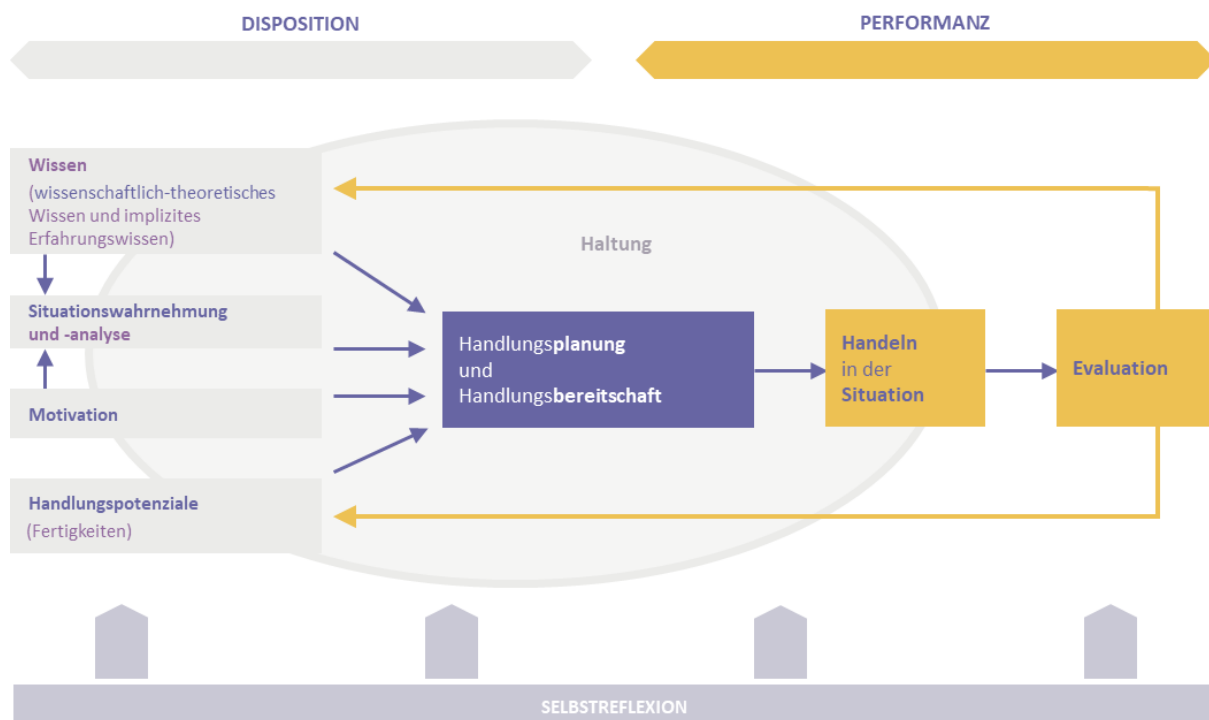 DISPOSITION
PERFORMANZ
Wissen
(wissenschaftlich-theoretisches
Wissen und implizites
Erfahrungswissen)
Haltung
Situationswahrnehmung
und -analyse
Motivation
Handlungspotenziale
(Fertigkeiten)
Handlungsplanung
und
Handlungsbereitschaft
Handeln
in der
Situation
Evaluation
SELBSTREFLEXION